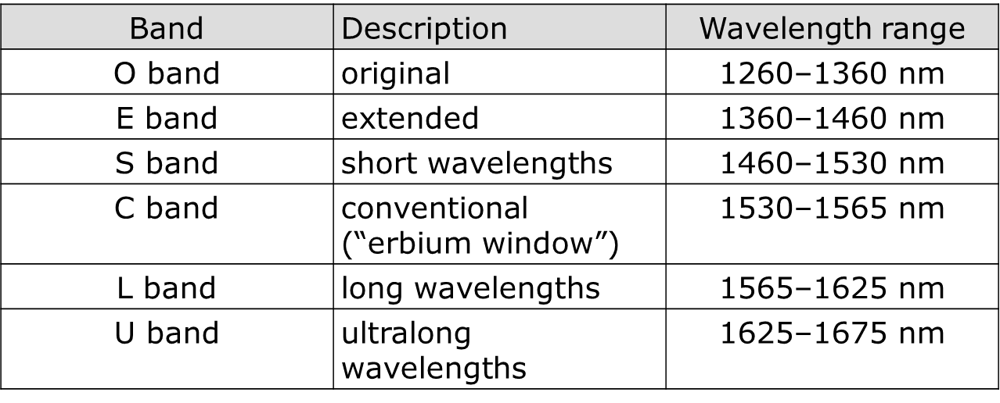 Band Description Wavelength range
O band original 1260–1360 nm
E band extended 1360–1460 nm
S band short wavelengths 1460–1530 nm
C band conventional 1530–1565 nm
(“erbium window”)
L band long wavelengths 1565–1625 nm
U band ultralong 1625–1675 nm
wavelengths